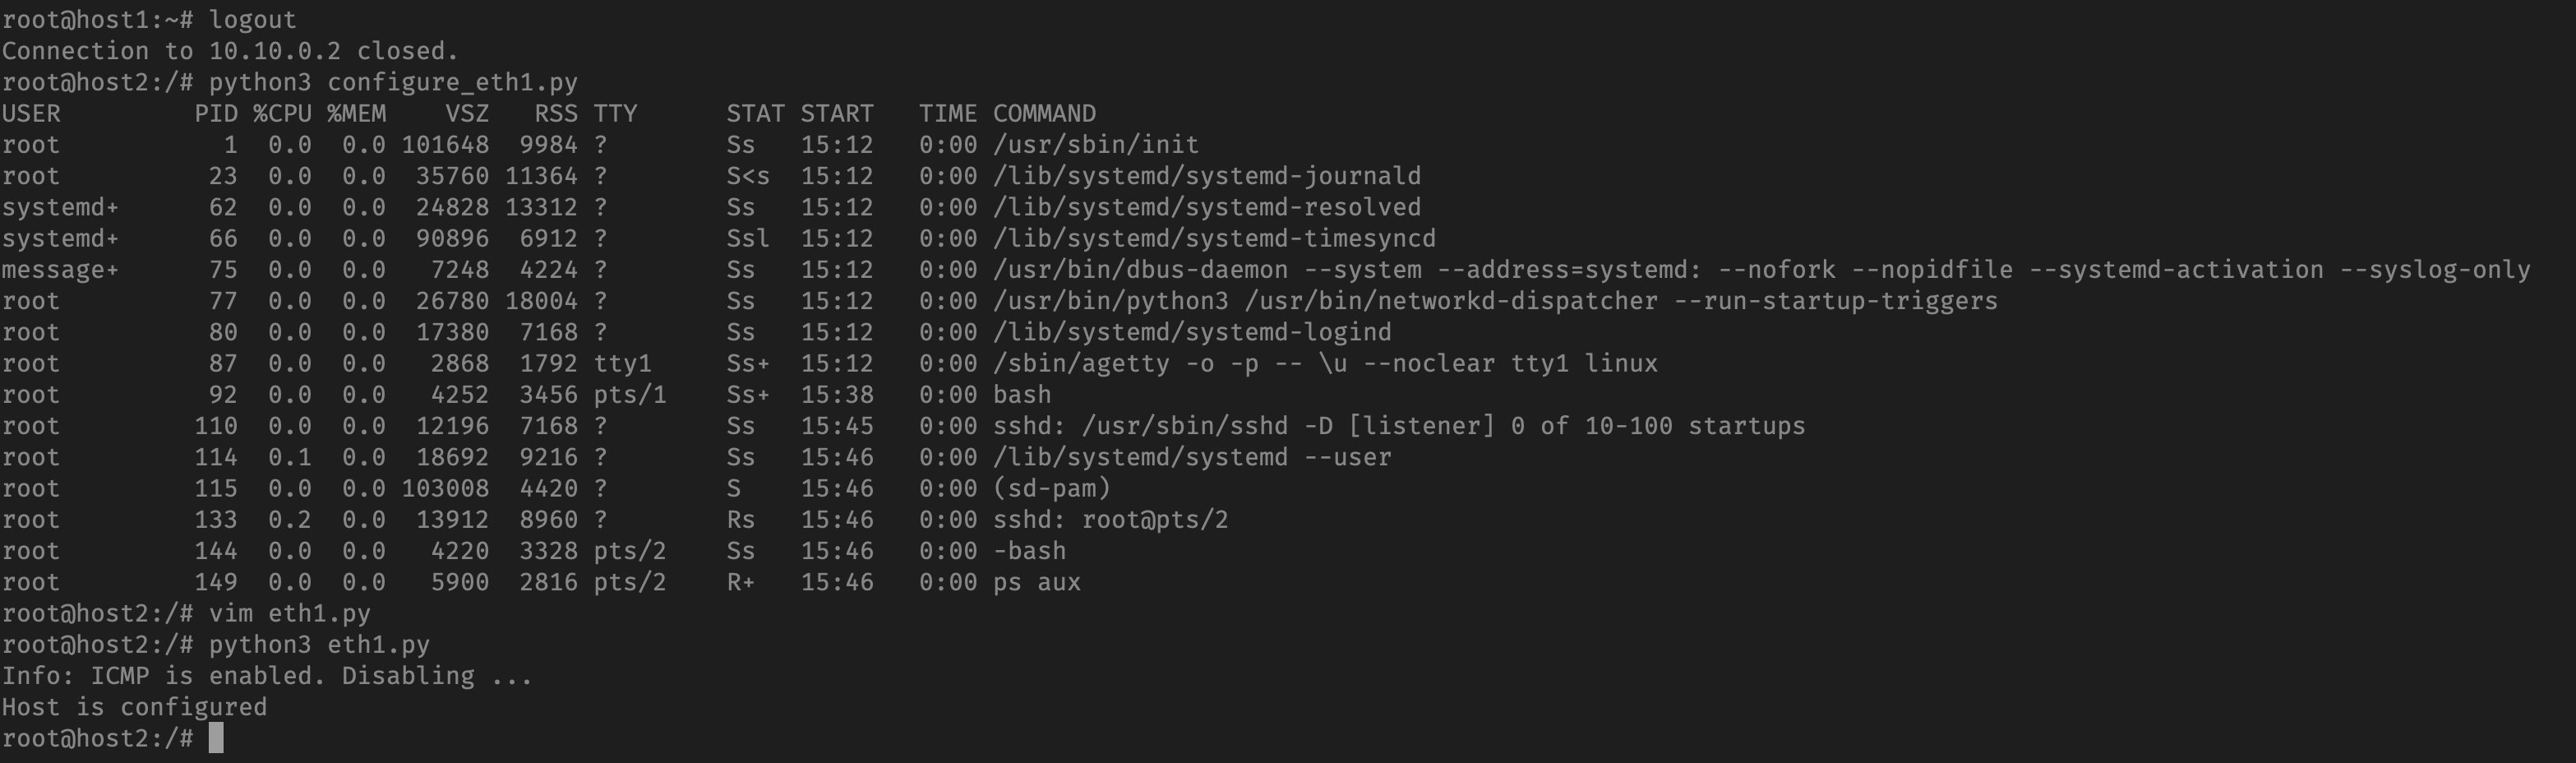 root@host1:~# logout
Connection to 10.10.0.2 closed.
root@host2:/# python3 configure_eth1.py
USER         PID %CPU %MEM    VSZ   RSS TTY      STAT START   TIME COMMAND
root           1  0.0  0.0 101648  9984 ?        Ss   15:12   0:00 /usr/sbin/init
root          23  0.0  0.0  35760 11364 ?        S<s  15:12   0:00 /lib/systemd/systemd-journald
systemd+      62  0.0  0.0  24828 13312 ?        Ss   15:12   0:00 /lib/systemd/systemd-resolved
systemd+      66  0.0  0.0  90896  6912 ?        Ssl  15:12   0:00 /lib/systemd/systemd-timesyncd
message+      75  0.0  0.0   7248  4224 ?        Ss   15:12   0:00 /usr/bin/dbus-daemon --system --address=systemd: --nofork --nopidfile --systemd-activation --syslog-only
root          77  0.0  0.0  26780 18004 ?        Ss   15:12   0:00 /usr/bin/python3 /usr/bin/networkd-dispatcher --run-startup-triggers
root          80  0.0  0.0  17380  7168 ?        Ss   15:12   0:00 /lib/systemd/systemd-logind
root          87  0.0  0.0   2868  1792 tty1     Ss+  15:12   0:00 /sbin/agetty -o -p -- \u --noclear tty1 linux
root          92  0.0  0.0   4252  3456 pts/1    Ss+  15:38   0:00 bash
root         110  0.0  0.0  12196  7168 ?        Ss   15:45   0:00 sshd: /usr/sbin/sshd -D [listener] 0 of 10-100 startups
root         114  0.1  0.0  18692  9216 ?        Ss   15:46   0:00 /lib/systemd/systemd --user
root         115  0.0  0.0 103008  4420 ?        S    15:46   0:00 (sd-pam)
root         133  0.2  0.0  13912  8960 ?        Rs   15:46   0:00 sshd: root@pts/2
root         144  0.0  0.0   4220  3328 pts/2    Ss   15:46   0:00 -bash
root         149  0.0  0.0   5900  2816 pts/2    R+   15:46   0:00 ps aux
root@host2:/# vim eth1.py
root@host2:/# python3 eth1.py
Info: ICMP is enabled. Disabling ...
Host is configured
root@host2:/#